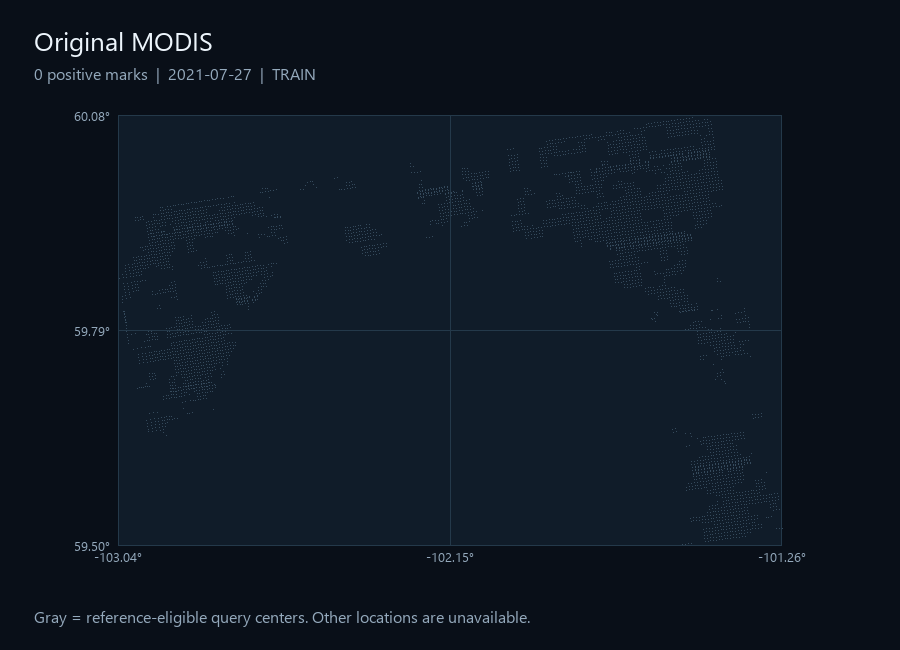 Original MODIS
0 positive marks | 2021-07-27 | TRAIN
60.08°
59.79°
59.50°
-103.04°
-102.15°
-101.26°
Gray = reference-eligible query centers. Other locations are unavailable.